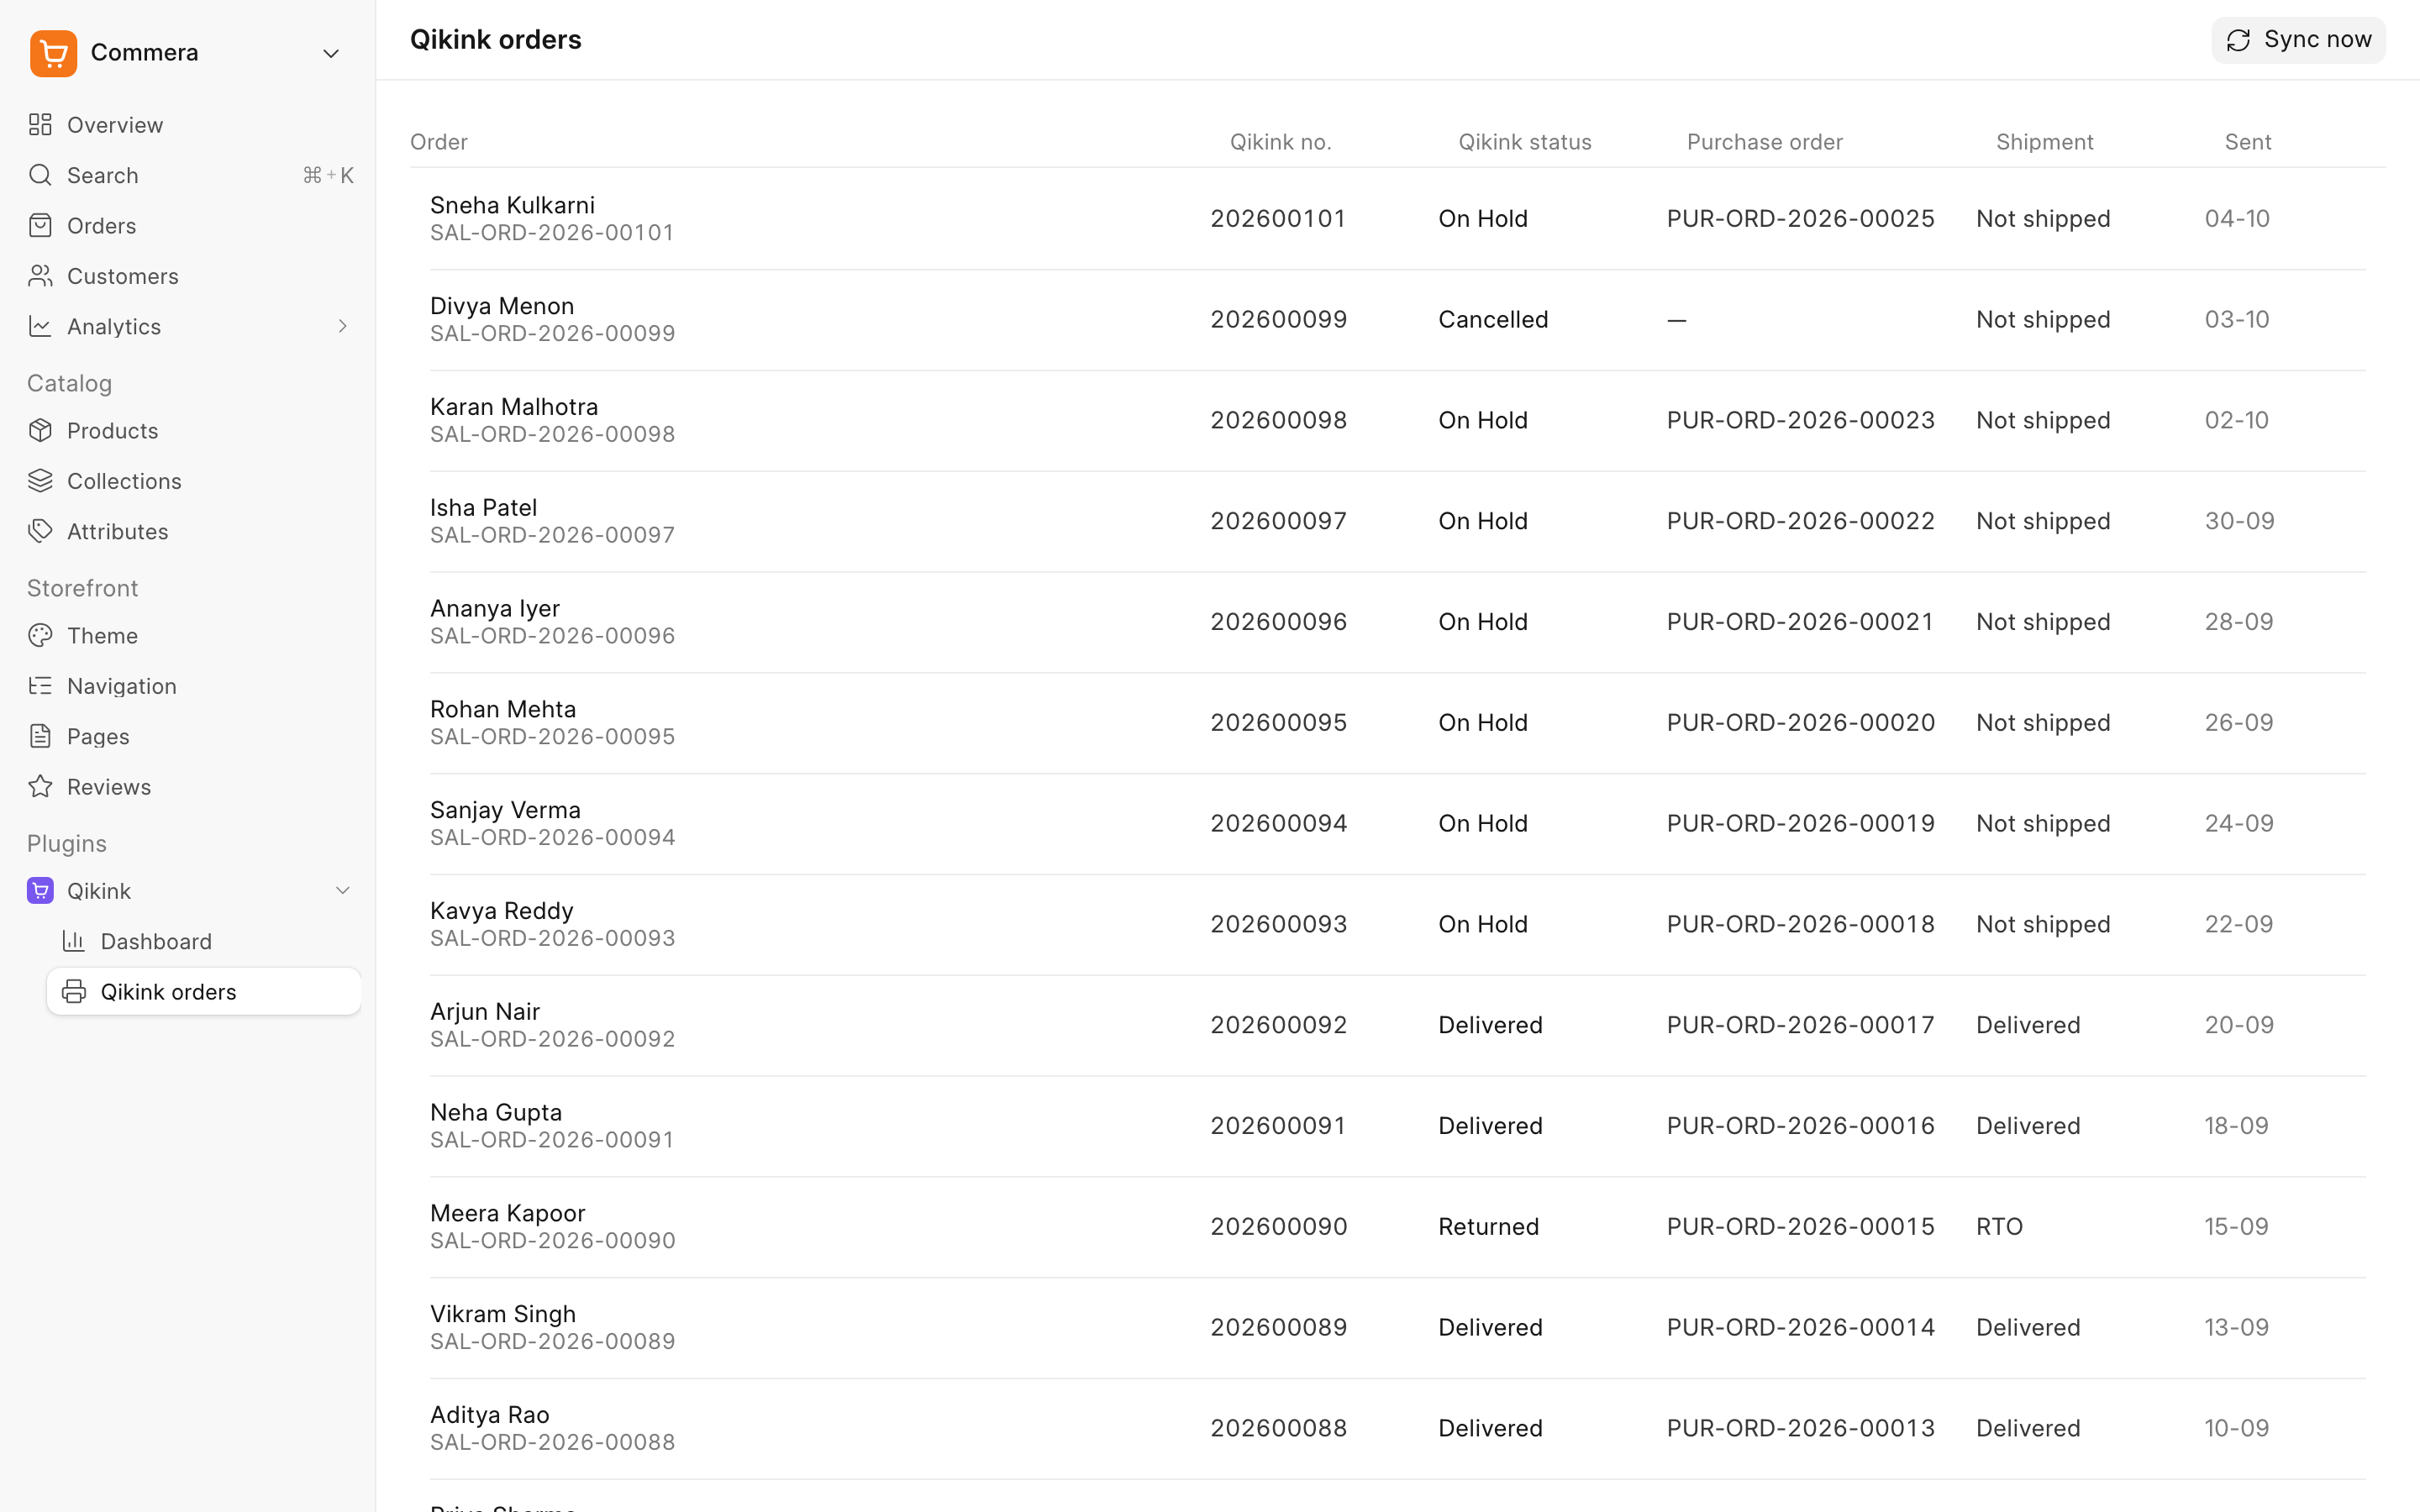 Commera
Overview
Search ⌘+K
Orders
Customers
Analytics
Catalog
Products
Collections
Attributes
Storefront
Theme
Navigation
Pages
Reviews
Plugins
Qikink
Dashboard
Qikink orders
Qikink orders
Sync now
Order Qikink no. Qikink status Purchase order Shipment Sent
Sneha Kulkarni
SAL-ORD-2026-00101
202600101 On Hold PUR-ORD-2026-00025 Not shipped 04-10
Divya Menon
SAL-ORD-2026-00099
202600099 Cancelled — Not shipped 03-10
Karan Malhotra
SAL-ORD-2026-00098
202600098 On Hold PUR-ORD-2026-00023 Not shipped 02-10
Isha Patel
SAL-ORD-2026-00097
202600097 On Hold PUR-ORD-2026-00022 Not shipped 30-09
Ananya Iyer
SAL-ORD-2026-00096
202600096 On Hold PUR-ORD-2026-00021 Not shipped 28-09
Rohan Mehta
SAL-ORD-2026-00095
202600095 On Hold PUR-ORD-2026-00020 Not shipped 26-09
Sanjay Verma
SAL-ORD-2026-00094
202600094 On Hold PUR-ORD-2026-00019 Not shipped 24-09
Kavya Reddy
SAL-ORD-2026-00093
202600093 On Hold PUR-ORD-2026-00018 Not shipped 22-09
Arjun Nair
SAL-ORD-2026-00092
202600092 Delivered PUR-ORD-2026-00017 Delivered 20-09
Neha Gupta
SAL-ORD-2026-00091
202600091 Delivered PUR-ORD-2026-00016 Delivered 18-09
Meera Kapoor
SAL-ORD-2026-00090
202600090 Returned PUR-ORD-2026-00015 RTO 15-09
Vikram Singh
SAL-ORD-2026-00089
202600089 Delivered PUR-ORD-2026-00014 Delivered 13-09
Aditya Rao
SAL-ORD-2026-00088
202600088 Delivered PUR-ORD-2026-00013 Delivered 10-09